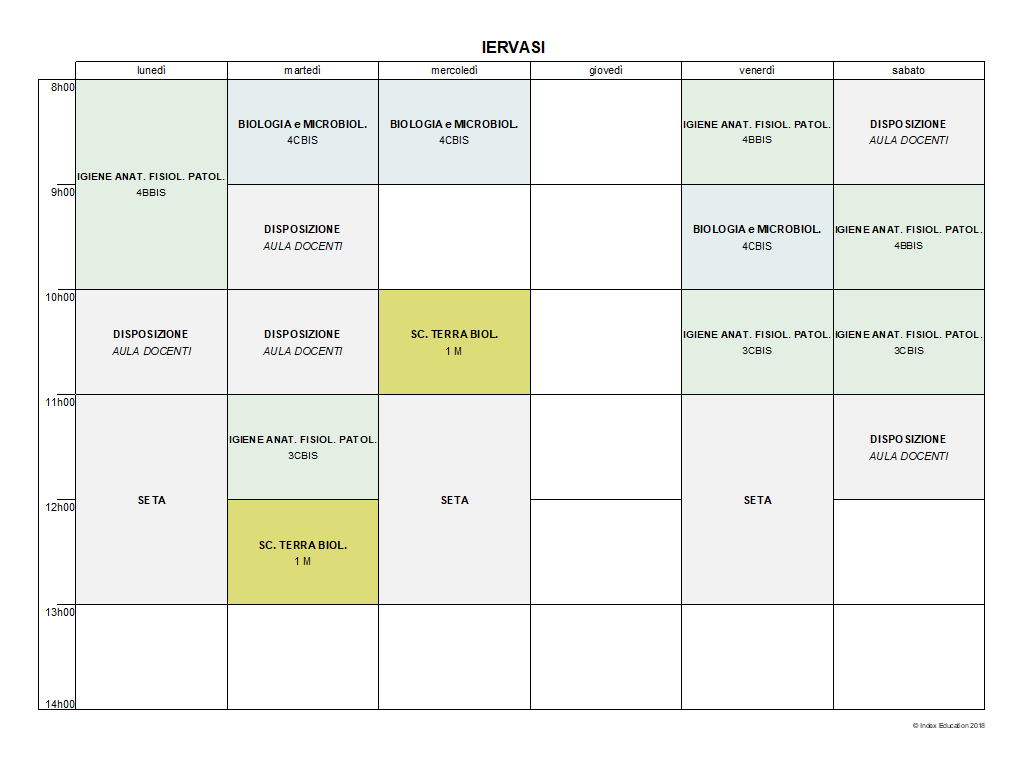 IERVASI
lunedì martedì mercoledì giovedì venerdì sabato
8h00
BIOLOGIA e MICROBIOL. BIOLOGIA e MICROBIOL. IGIENE ANAT. FISIOL. PATOL. DISPOSIZIONE
4CBIS 4CBIS 4BBIS AULA DOCENTI
IGIENE ANAT. FISIOL. PATOL.
4BBIS
9h00
DISPOSIZIONE BIOLOGIA e MICROBIOL. IGIENE ANAT. FISIOL. PATOL.
AULA DOCENTI 4CBIS 4BBIS
10h00
DISPOSIZIONE DISPOSIZIONE SC. TERRA BIOL. IGIENE ANAT. FISIOL. PATOL. IGIENE ANAT. FISIOL. PATOL.
AULA DOCENTI AULA DOCENTI 1 M 3CBIS 3CBIS
11h00
IGIENE ANAT. FISIOL. PATOL. DISPOSIZIONE
3CBIS AULA DOCENTI
SETA SETA SETA
12h00
SC. TERRA BIOL.
1 M
13h00
14h00
© Index Education 2018